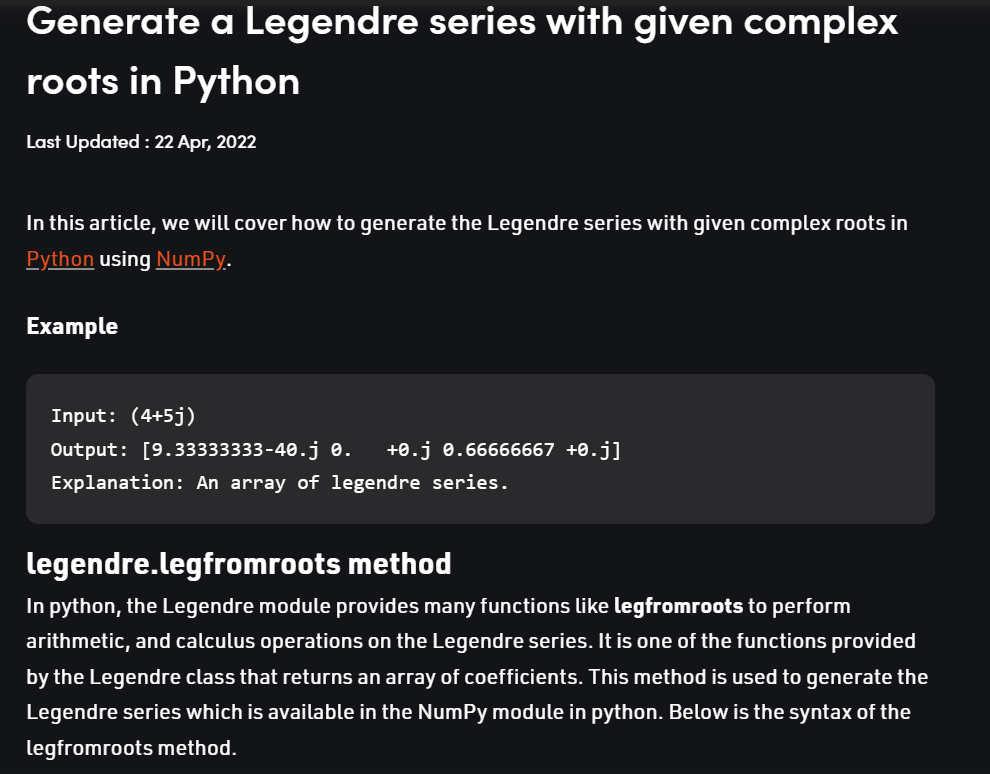 Generate a Legendre series with given complex
roots in Python
Last Updated : 22 Apr, 2022
In this article, we will cover how to generate the Legendre series with given complex roots in
Python using NumPy.
Example
Input: (4+5j)
Output: [9.33333333-40.j 0.   +0.j 0.66666667 +0.j]
Explanation: An array of legendre series.
legendre.legfromroots method
In python, the Legendre module provides many functions like legfromroots to perform
arithmetic, and calculus operations on the Legendre series. It is one of the functions provided
by the Legendre class that returns an array of coefficients. This method is used to generate the
Legendre series which is available in the NumPy module in python. Below is the syntax of the
legfromroots method.